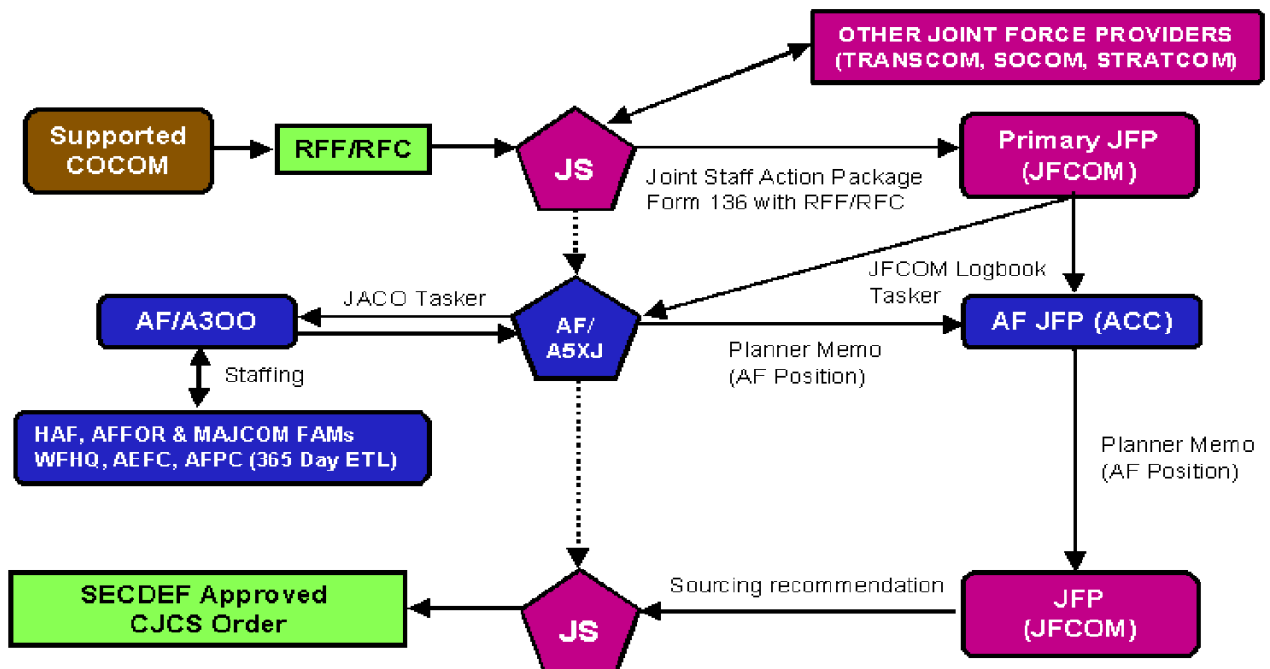 OTHER JOINT FORCE PROVIDERS
(TRANSCOM, SOCOM, STRATCOM)
Supported
COCOM
RFF/RFC
JS
Primary JFP
(JFCOM)
Joint Staff Action Package
Form 136 with RFF/RFC
JFCOM Logbook
Tasker
JACO Tasker
AF/A3OO
AF/
A5XJ
AF JFP (ACC)
Planner Memo
(AF Position)
Staffing
HAF, AFFOR & MAJCOM FAMs
WFHQ, AEFC, AFPC (365 Day ETL)
Planner Memo
(AF Position)
SECDEF Approved
CJCS Order
JS
Sourcing recommendation
JFP
(JFCOM)